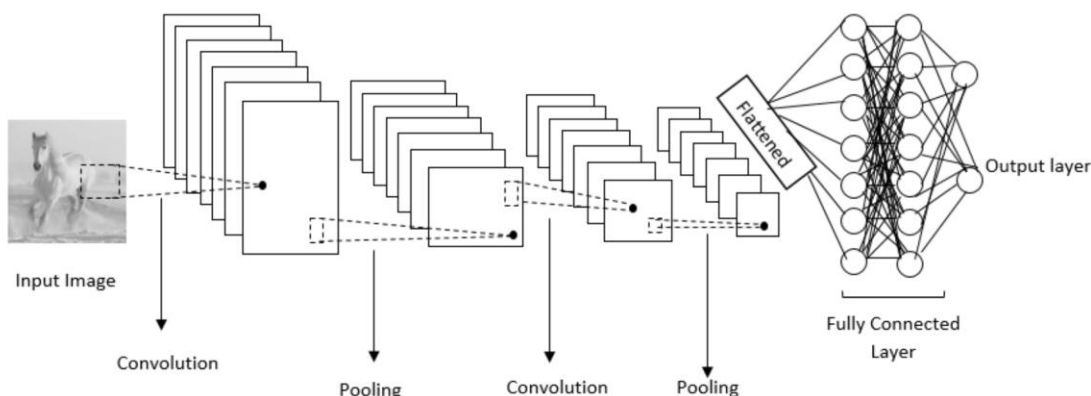 Input Image
Convolution
Pooling
Convolution
Pooling
Flattened
Fully Connected
Layer
Output layer